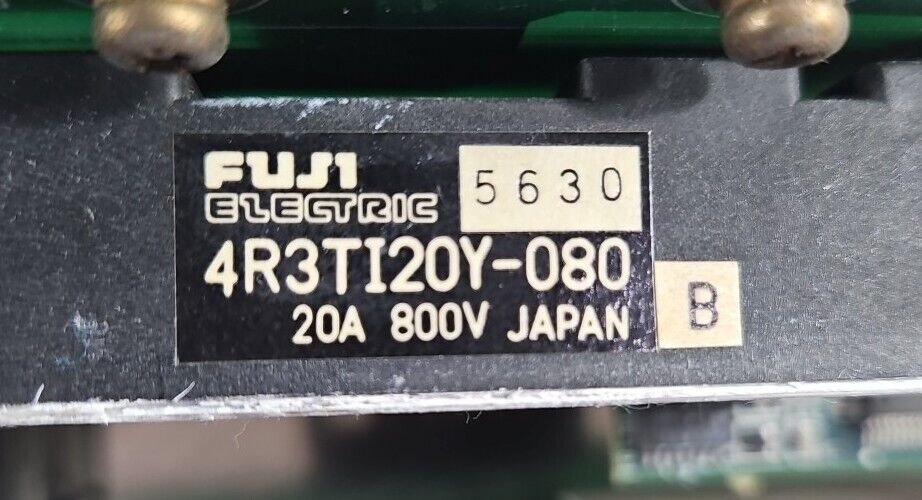 FUJI
ELECTRIC
5630
4R3TI20Y-080
20A 800V JAPAN
B